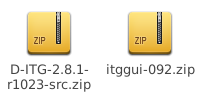 ZIP
ZIP
D-ITG-2.8.1-
r1023-src.zip
itggui-092.zip